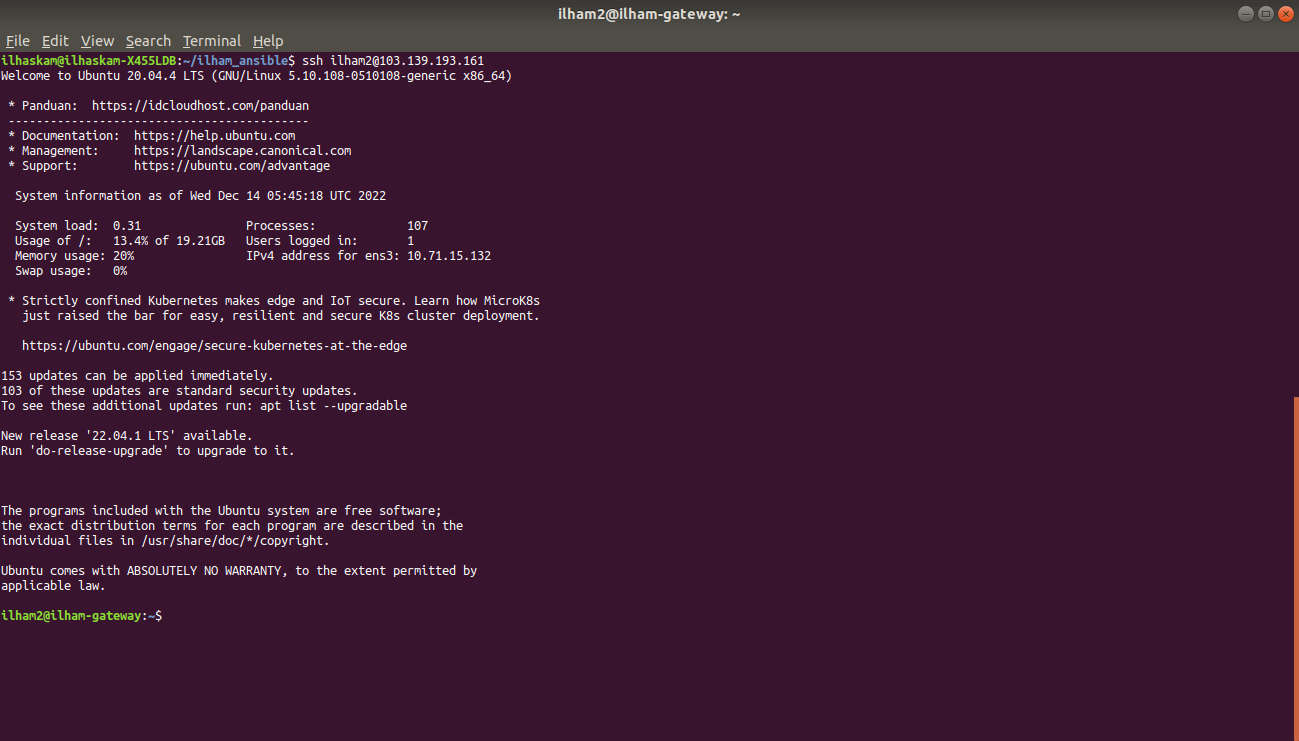 ilham2@ilham-gateway: ~
File Edit View Search Terminal Help
ilhaskam@ilhaskam-X455LDB:~/ilham_ansible$ ssh ilham2@103.139.193.161
Welcome to Ubuntu 20.04.4 LTS (GNU/Linux 5.10.108-0510108-generic x86_64)
* Panduan:  https://idcloudhost.com/panduan
-------------------------------------------
* Documentation:  https://help.ubuntu.com
* Management:     https://landscape.canonical.com
* Support:        https://ubuntu.com/advantage
System information as of Wed Dec 14 05:45:18 UTC 2022
System load:  0.31               Processes:             107
Usage of /:   13.4% of 19.21GB   Users logged in:       1
Memory usage: 20%                IPv4 address for ens3: 10.71.15.132
Swap usage:   0%
* Strictly confined Kubernetes makes edge and IoT secure. Learn how MicroK8s
just raised the bar for easy, resilient and secure K8s cluster deployment.
https://ubuntu.com/engage/secure-kubernetes-at-the-edge
153 updates can be applied immediately.
103 of these updates are standard security updates.
To see these additional updates run: apt list --upgradable
New release '22.04.1 LTS' available.
Run 'do-release-upgrade' to upgrade to it.
The programs included with the Ubuntu system are free software;
the exact distribution terms for each program are described in the
individual files in /usr/share/doc/*/copyright.
Ubuntu comes with ABSOLUTELY NO WARRANTY, to the extent permitted by
applicable law.
ilham2@ilham-gateway:~$